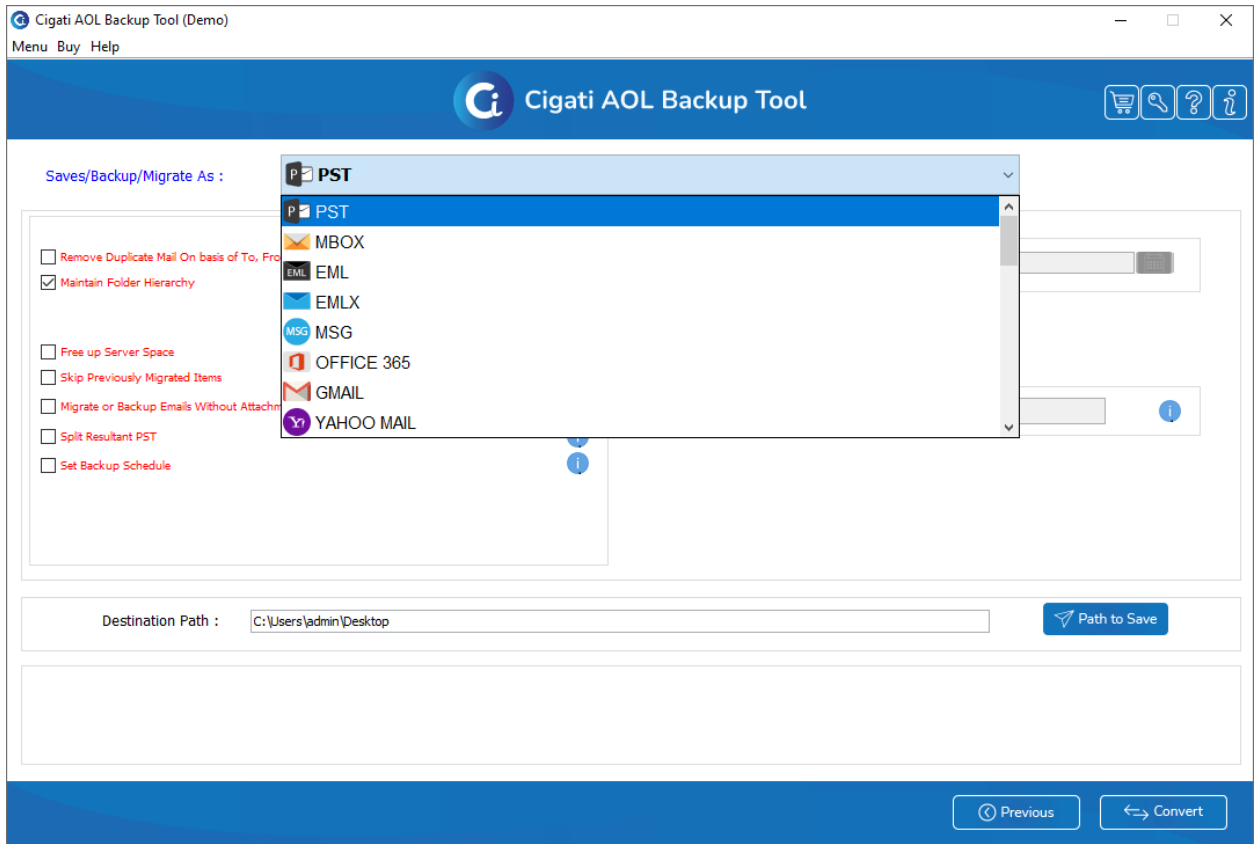 Cigati AOL Backup Tool (Demo)
Menu Buy Help
Ci Cigati AOL Backup Tool
Saves/Backup/Migrate As :
P PST
P PST
MBOX
EML EML
EMLX
MSG MSG
OFFICE 365
GMAIL
Y! YAHOO MAIL
Remove Duplicate Mail On basis of To,
Maintain Folder Hierarchy
Free up Server Space
Skip Previously Migrated Items
Migrate or Backup Emails Without
Split Resultant PST
Set Backup Schedule
Destination Path :
C:\Users\admin\Desktop
Path to Save
Previous
Convert